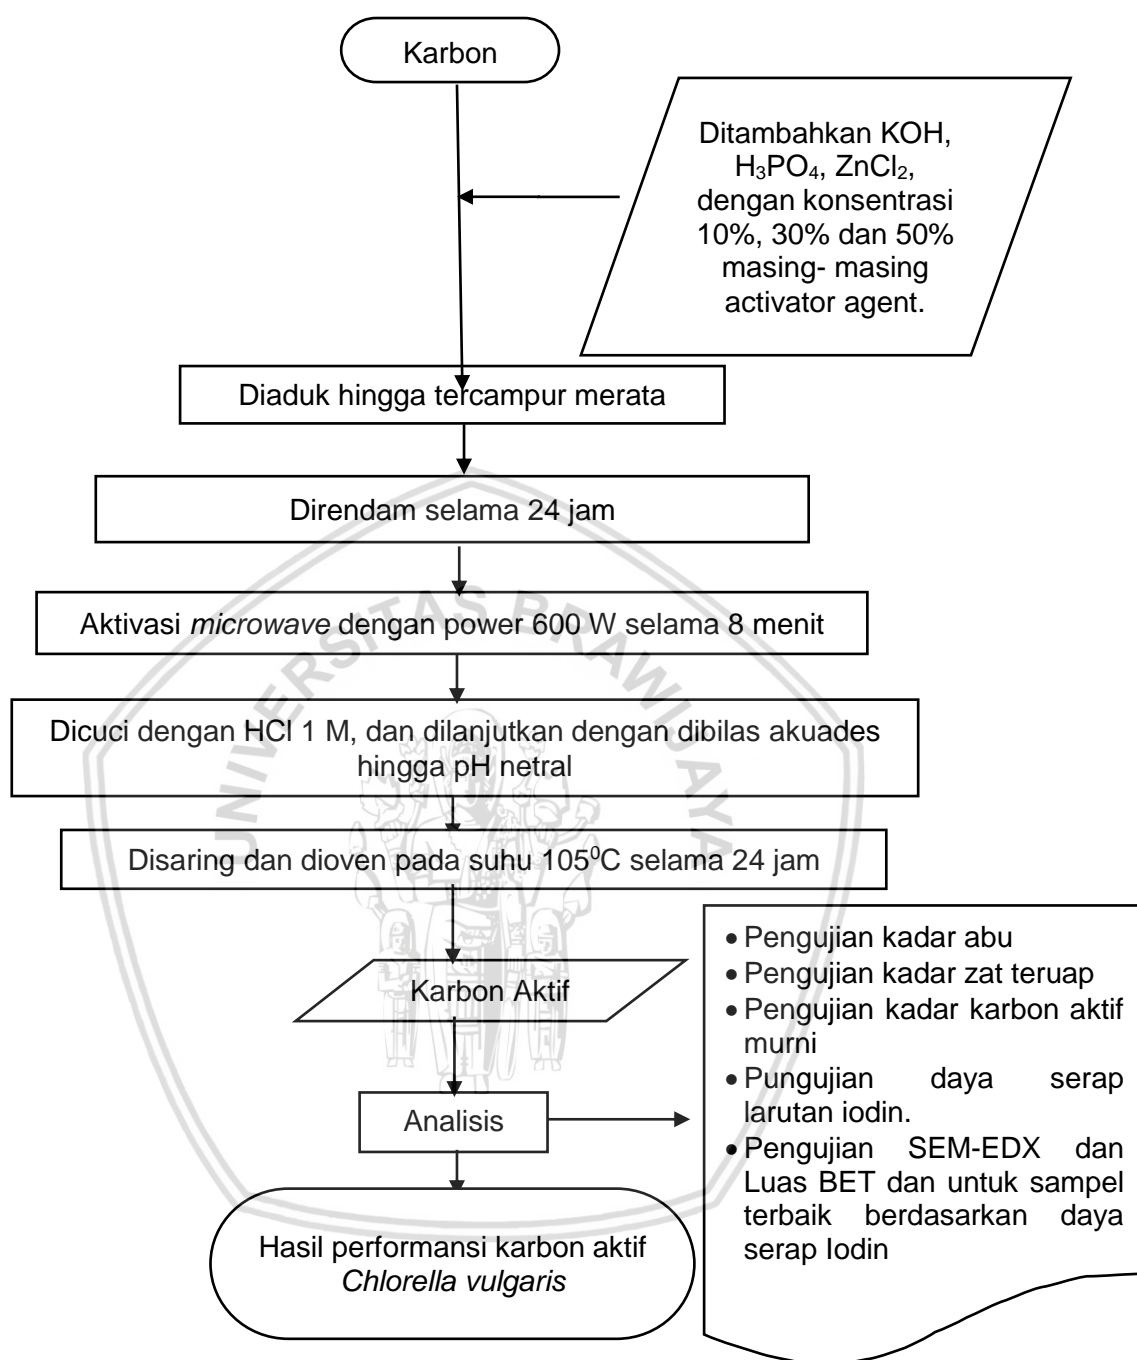 Karbon
Ditambahkan KOH,
H₃PO₄, ZnCl₂,
dengan konsentrasi
10%, 30% dan 50%
masing- masing
activator agent.
Diaduk hingga tercampur merata
Direndam selama 24 jam
Aktivasi microwave dengan power 600 W selama 8 menit
Dicuci dengan HCl 1 M, dan dilanjutkan dengan dibilas akuades
hingga pH netral
Disaring dan dioven pada suhu 105⁰C selama 24 jam
Karbon Aktif
Analisis
• Pengujian kadar abu
• Pengujian kadar zat teruap
• Pengujian kadar karbon aktif
murni
• Pungujian daya serap
larutan iodin.
• Pengujian SEM-EDX dan
Luas BET dan untuk sampel
terbaik berdasarkan daya
serap Iodin
Hasil performansi karbon aktif
Chlorella vulgaris
UNIVERSITAS BRAWIJAYA